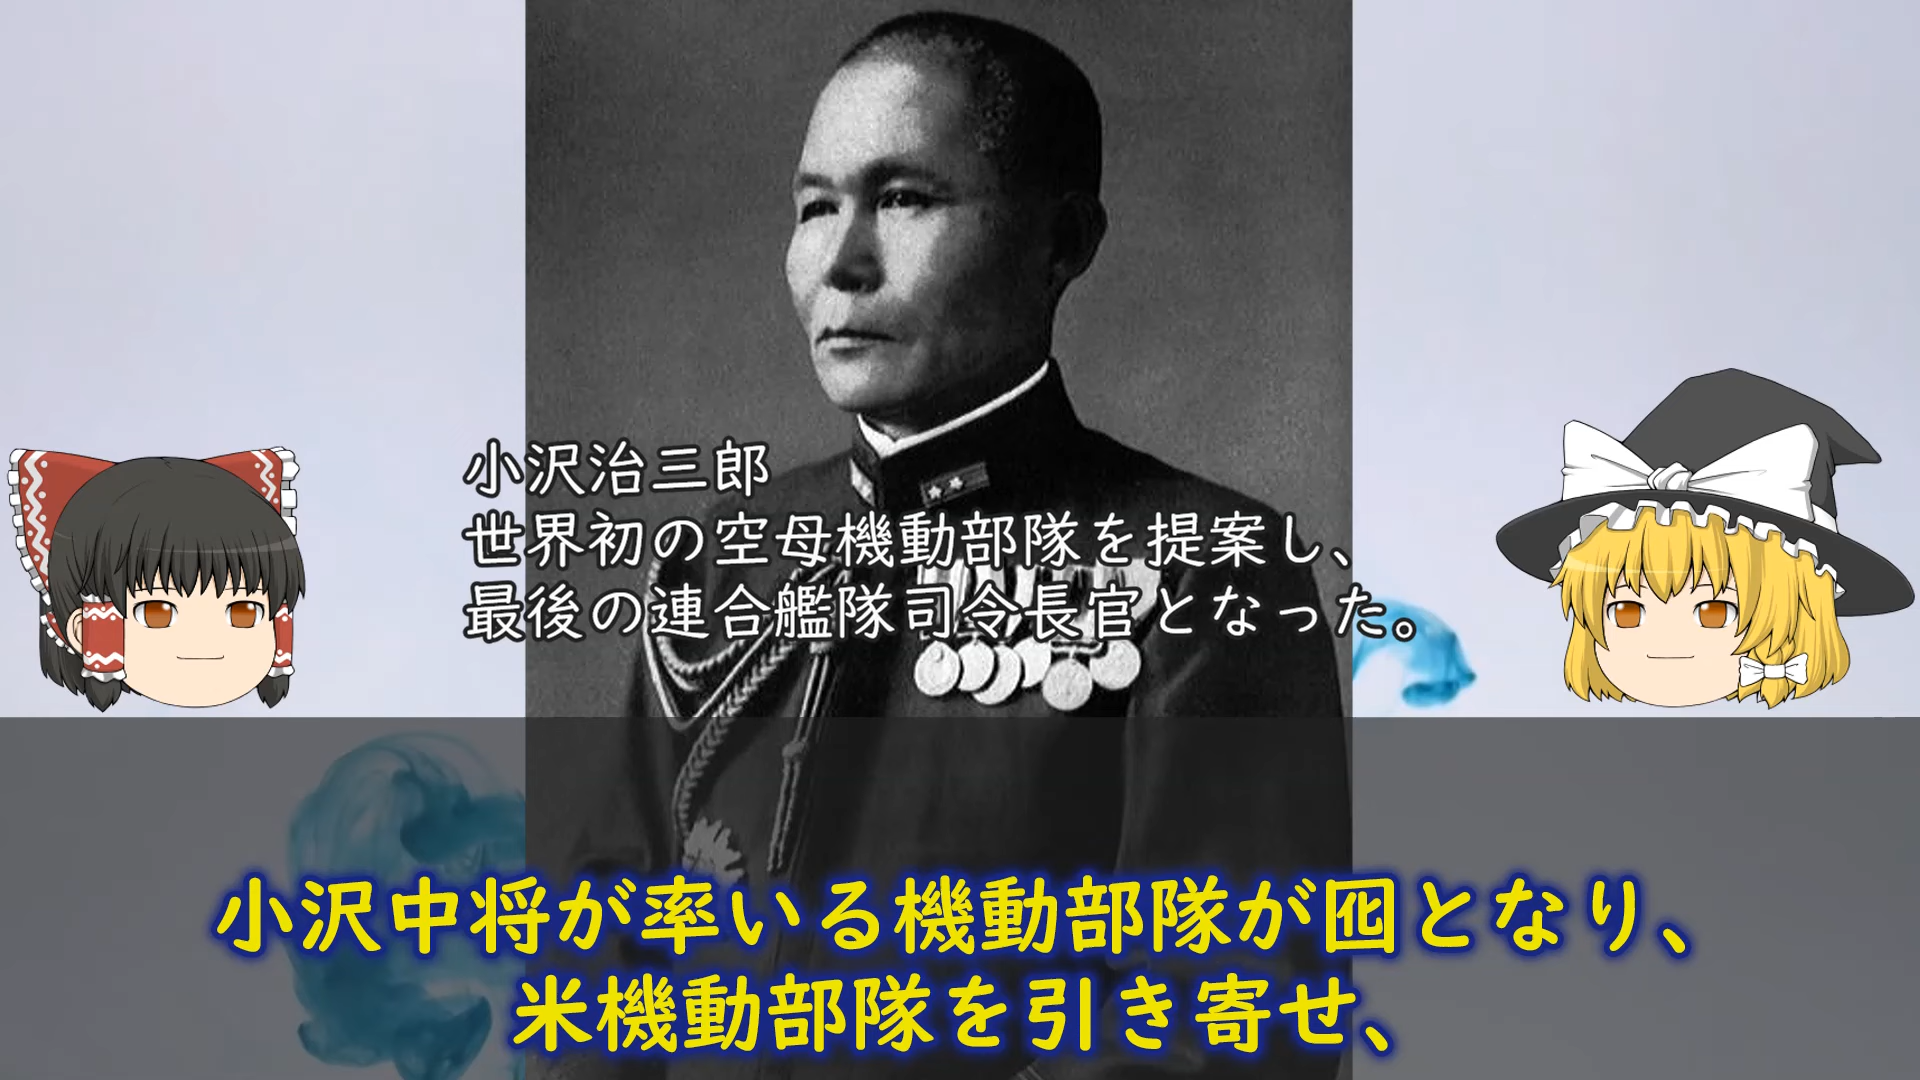 小沢治三郎
世界初の空母機動部隊を提案し、
最後の連合艦隊司令長官となった。
小沢中将が率いる機動部隊が囮となり、
米機動部隊を引き寄せ、